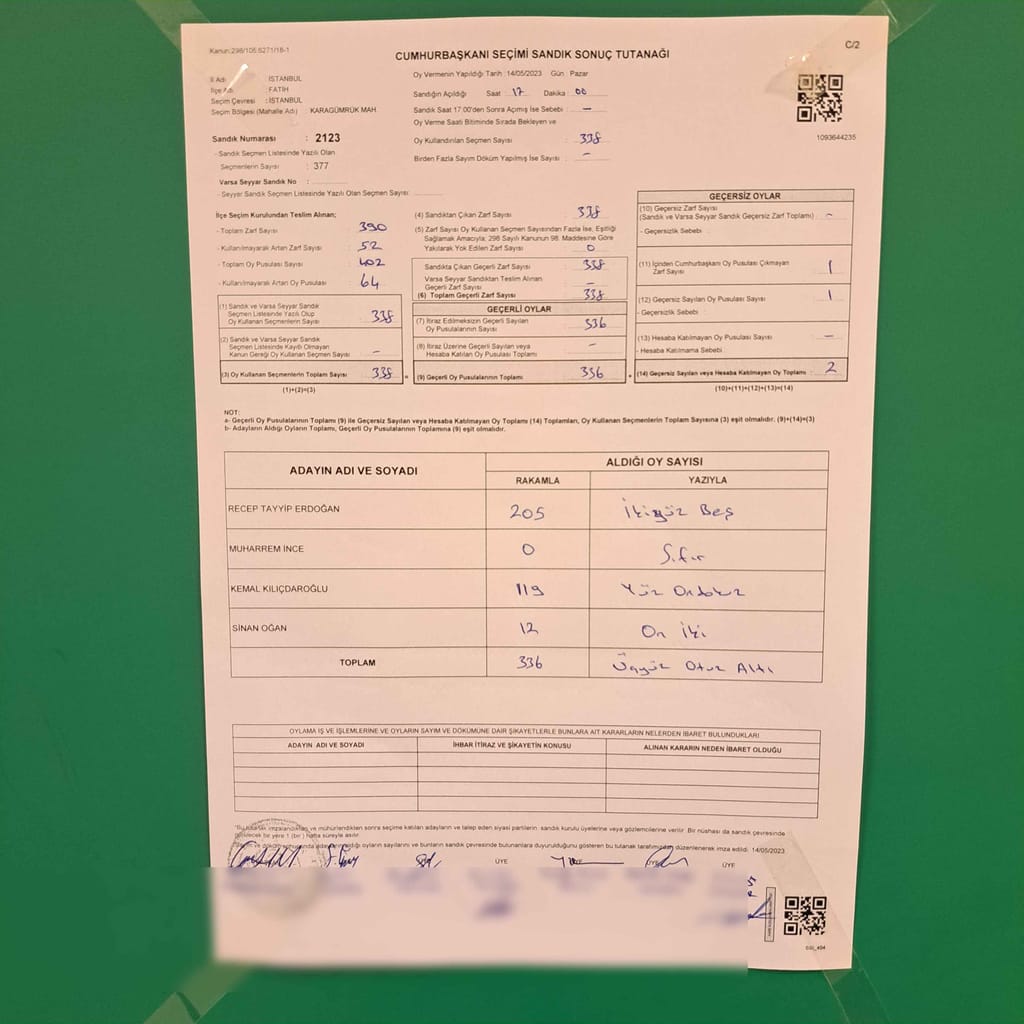 Kanun:298/105.6271/18-1
C/2
CUMHURBAŞKANI SEÇİMİ SANDIK SONUÇ TUTANAĞI
İl Adı : İSTANBUL
İlçe Adı : FATİH
Seçim Çevresi : İSTANBUL
Seçim Bölgesi (Mahalle Adı) : KARAGÜMRÜK MAH
Sandık Numarası : 2123
- Sandık Seçmen Listesinde Yazılı Olan
Seçmenlerin Sayısı : 377
Varsa Seyyar Sandık No :
- Seyyar Sandık Seçmen Listesinde Yazılı Olan Seçmen Sayısı:
Oy Vermenin Yapıldığı Tarih :14/05/2023 Gün : Pazar
Sandığın Açıldığı Saat : 17 Dakika : 00
Sandık Saat 17:00'den Sonra Açımış İse Sebebi : -
Oy Verme Saati Bitiminde Sırada Bekleyen ve
Oy Kullandırılan Seçmen Sayısı : 338
Birden Fazla Sayım Döküm Yapılmış İse Sayısı : -
1093644235
İlçe Seçim Kurulundan Teslim Alınan;
- Toplam Zarf Sayısı : 390
- Kullanılmayarak Artan Zarf Sayısı : 52
- Toplam Oy Pusulası Sayısı : 402
- Kullanılmayarak Artan Oy Pusulası : 64
(1) Sandık ve Varsa Seyyar Sandık
Seçmen Listesinde Yazılı Olup
Oy Kullanan Seçmenlerin Sayısı : 338
(2) Sandık ve Varsa Seyyar Sandık
Seçmen Listesinde Kayıtlı Olmayan
Kanun Gereği Oy Kullanan Seçmen Sayısı : -
(3) Oy Kullanan Seçmenlerin Toplam Sayısı : 338
(1)+(2)=(3)
(4) Sandıktan Çıkan Zarf Sayısı : 338
(5) Zarf Sayısı Oy Kullanan Seçmen Sayısından Fazla İse, Eşitliği
Sağlamak Amacıyla; 298 Sayılı Kanunun 98. Maddesine Göre
Yakılarak Yok Edilen Zarf Sayısı : 0
Sandıkta Çıkan Geçerli Zarf Sayısı : 338
Varsa Seyyar Sandıktan Teslim Alınan
Geçerli Zarf Sayısı : -
(6) Toplam Geçerli Zarf Sayısı : 338
GEÇERLİ OYLAR
(7) İtiraz Edilmeksizin Geçerli Sayılan
Oy Pusulalarının Sayısı : 336
(8) İtiraz Üzerine Geçerli Sayılan veya
Hesaba Katılan Oy Pusulası Toplamı : -
= (9) Geçerli Oy Pusulalarının Toplamı : 336
GEÇERSİZ OYLAR
(10) Geçersiz Zarf Sayısı
(Sandık ve Varsa Seyyar Sandık Geçersiz Zarf Toplamı) : -
- Geçersizlik Sebebi :
(11) İçinden Cumhurbaşkanı Oy Pusulası Çıkmayan
Zarf Sayısı : 1
(12) Geçersiz Sayılan Oy Pusulası Sayısı : 1
- Geçersizlik Sebebi :
(13) Hesaba Katılmayan Oy Pusulası Sayısı : -
- Hesaba Katılmama Sebebi :
+ (14) Geçersiz Sayılan veya Hesaba Katılmayan Oy Toplamı : 2
(10)+(11)+(12)+(13)=(14)
NOT:
a- Geçerli Oy Pusulalarının Toplamı (9) ile Geçersiz Sayılan veya Hesaba Katılmayan Oy Toplamı (14) Toplamları, Oy Kullanan Seçmenlerin Toplam Sayısına (3) eşit olmalıdır. (9)+(14)=(3)
b- Adayların Aldığı Oyların Toplamı, Geçerli Oy Pusulalarının Toplamına (9) eşit olmalıdır.
ADAYIN ADI VE SOYADI ALDIĞI OY SAYISI
RAKAMLA YAZIYLA
RECEP TAYYİP ERDOĞAN 205 İkiyüz Beş
MUHARREM İNCE 0 Sıfır
KEMAL KILIÇDAROĞLU 119 Yüz Ondokuz
SİNAN OĞAN 12 On İki
TOPLAM 336 Üçyüz Otuz Altı
OYLAMA İŞ VE İŞLEMLERİNE VE OYLARIN SAYIM VE DÖKÜMÜNE DAİR ŞİKAYETLERLE BUNLARA AİT KARARLARIN NELERDEN İBARET BULUNDUKLARI
ADAYIN ADI VE SOYADI İHBAR İTİRAZ VE ŞİKAYETİN KONUSU ALINAN KARARIN NEDEN İBARET OLDUĞU
"Bu tutanak imzalandıktan ve mühürlendikten sonra seçime katılan adayların ve talep eden siyasi partilerin; sandık kurulu üyelerine veya gözlemcilerine verilir. Bir nüshası da sandık çevresinde
görülecek bir yere 1 (bir) hafta süreyle asılır.
ve dökümü sonunda adayların aldığı oyların sayılarını ve bunların sandık çevresinde bulunanlara duyurulduğunu gösteren bu tutanak tarafımızdan düzenlenerek imza edildi. 14/05/2023
ÜYE ÜYE ÜYE ÜYE